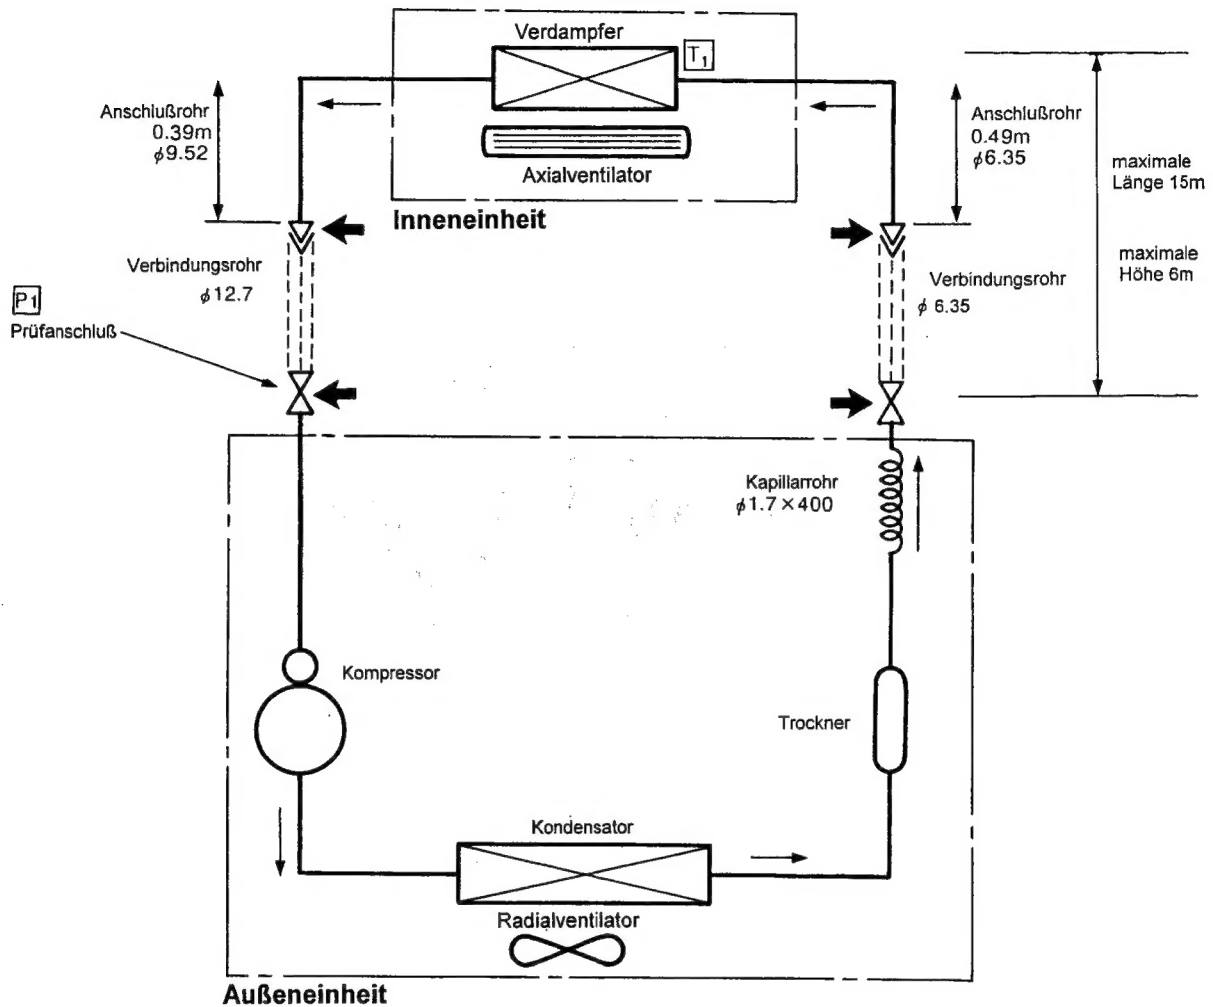 Verdampfer
T1
Anschlußrohr
0.39m
ϕ9.52
Axialventilator
Inneneinheit
Anschlußrohr
0.49m
ϕ6.35
maximale
Länge 15m
maximale
Höhe 6m
Verbindungsrohr
ϕ12.7
P1
Prüfanschluß
Verbindungsrohr
ϕ 6.35
Kapillarrohr
ϕ1.7×400
Kompressor
Trockner
Kondensator
Radialventilator
Außeneinheit